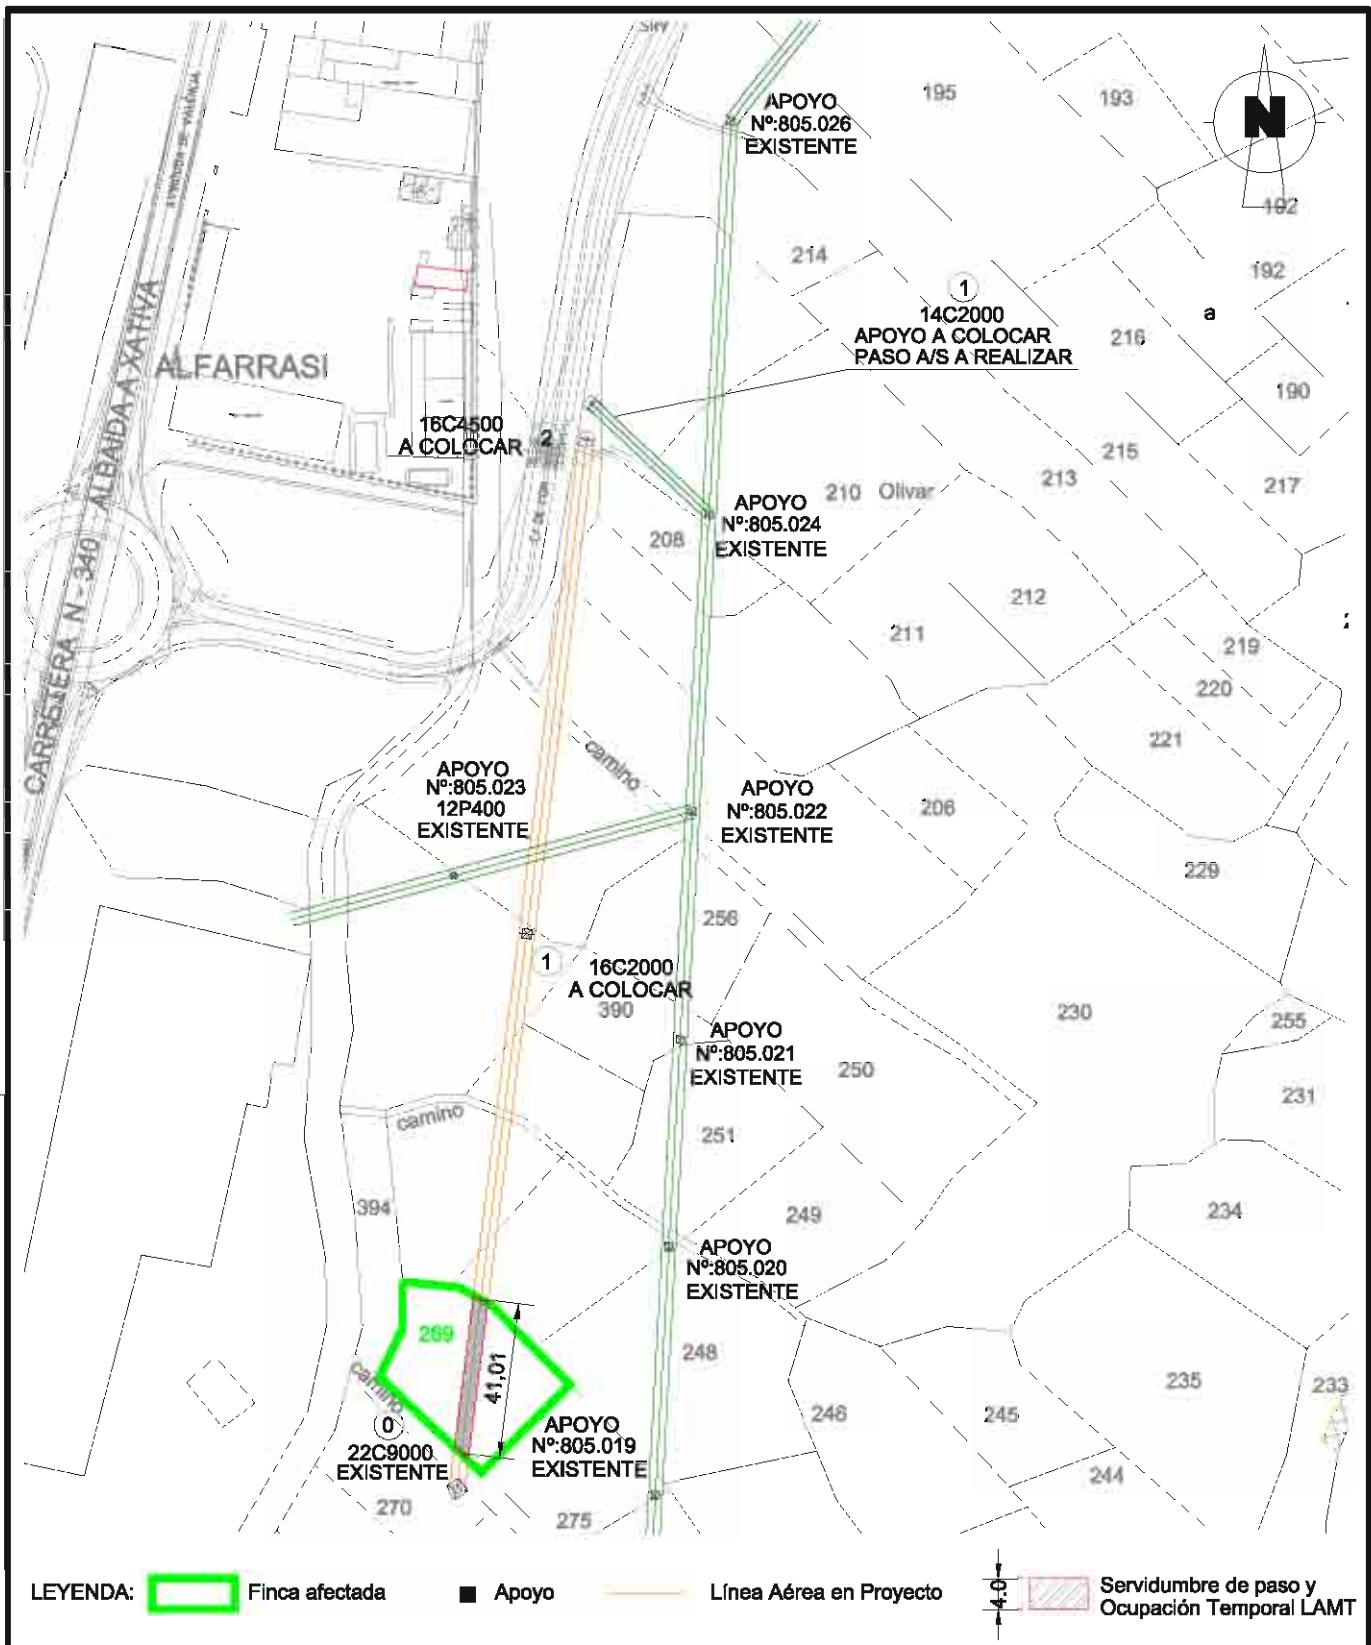 APOYO
Nº:805.026
EXISTENTE
195
193
N
192
192
214
1
14C2000
APOYO A COLOCAR
PASO A/S A REALIZAR
a
216
190
AVINGUDA DE VALENCIA
ALFARRASI
CARRETERA N - 340 ALBAIDA A XATIVA
16C4500
A COLOCAR
2
215
213
217
210 Olivar
APOYO
Nº:805.024
EXISTENTE
208
212
211
219
220
221
camino
APOYO
Nº:805.023
12P400
EXISTENTE
APOYO
Nº:805.022
EXISTENTE
206
229
256
1
16C2000
A COLOCAR
390
230
255
APOYO
Nº:805.021
EXISTENTE
250
231
camino
251
394
249
234
APOYO
Nº:805.020
EXISTENTE
269
248
41,01
camino
235
233
0
22C9000
EXISTENTE
APOYO
Nº:805.019
EXISTENTE
246
245
244
270
275
LEYENDA:
Finca afectada
Apoyo
Línea Aérea en Proyecto
4.0
Servidumbre de paso y
Ocupación Temporal LAMT